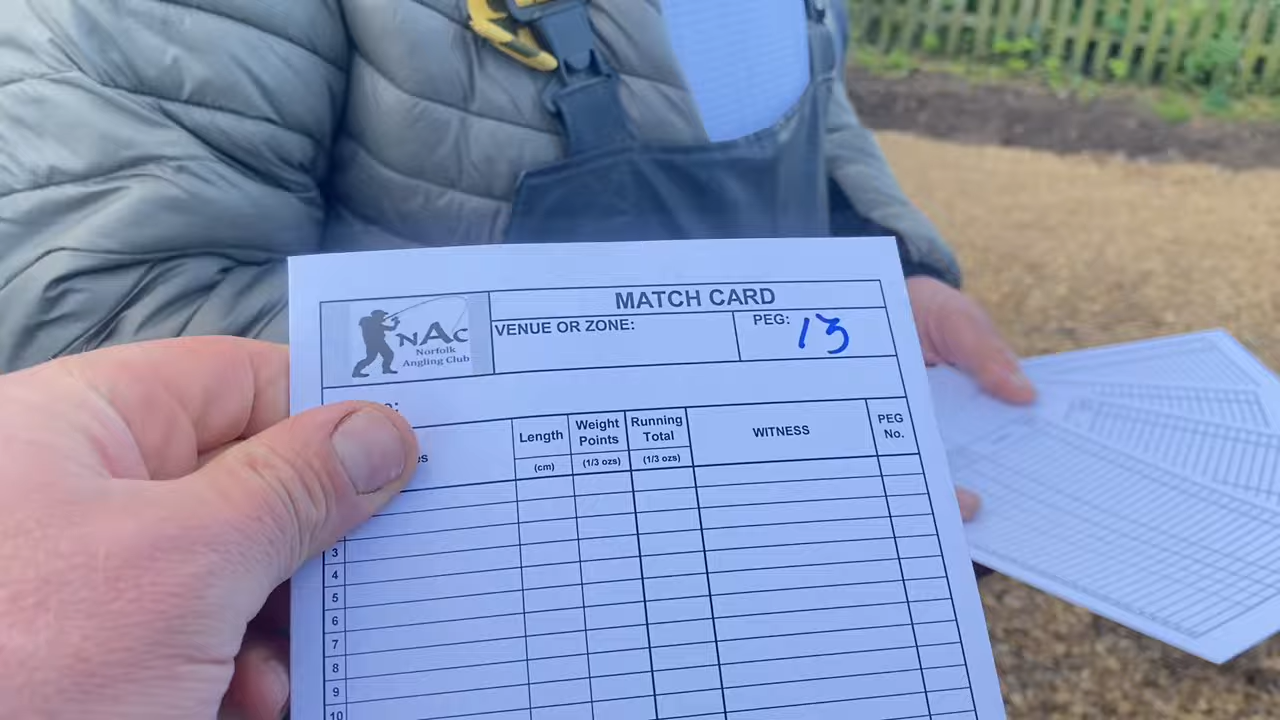 MATCH CARD
NAC
Norfolk
Angling Club
VENUE OR ZONE:
PEG: 13
Length
(cm)
Weight
Points
(1/3 ozs)
Running
Total
(1/3 ozs)
WITNESS
PEG
No.
3
4
5
6
7
8
9
10